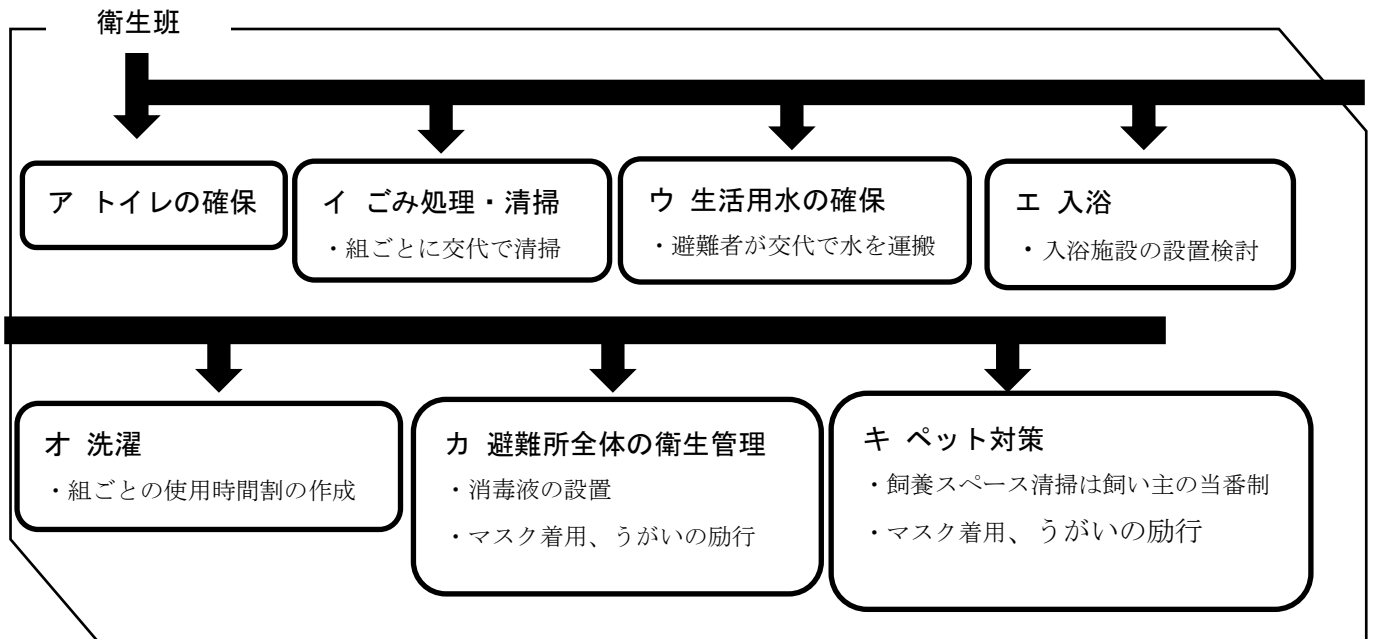 衛生班
ア トイレの確保
イ ごみ処理・清掃
・組ごとに交代で清掃
ウ 生活用水の確保
・避難者が交代で水を運搬
エ 入浴
・入浴施設の設置検討
オ 洗濯
・組ごとの使用時間割の作成
カ 避難所全体の衛生管理
・消毒液の設置
・マスク着用、うがいの励行
キ ペット対策
・飼養スペース清掃は飼い主の当番制
・マスク着用、うがいの励行